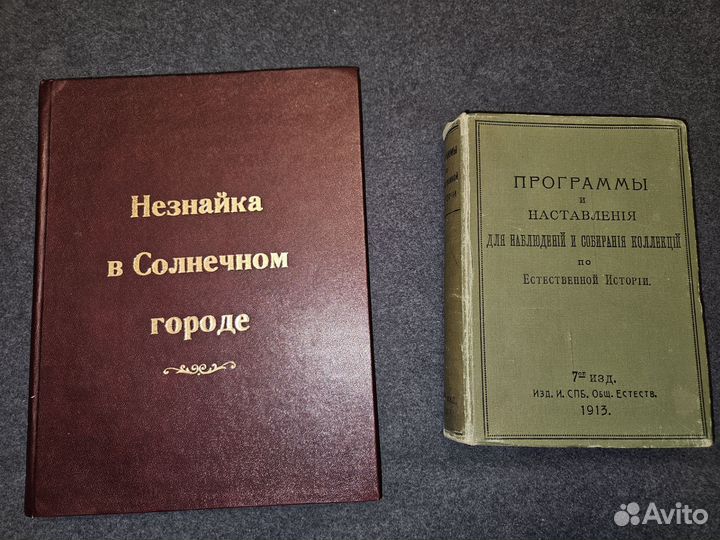 Незнайка
в Солнечном
городе
ПРОГРАММЫ
И
НАСТАВЛЕНІЯ
ДЛЯ НАБЛЮДЕНІЙ И СОБИРАНІЯ КОЛЛЕКЦІЙ
ПО
ЕСТЕСТВЕННОЙ ИСТОРІИ.
7ое ИЗД.
ИЗД. И. СПБ. ОБЩ. ЕСТЕСТВ.
1913.
Avito